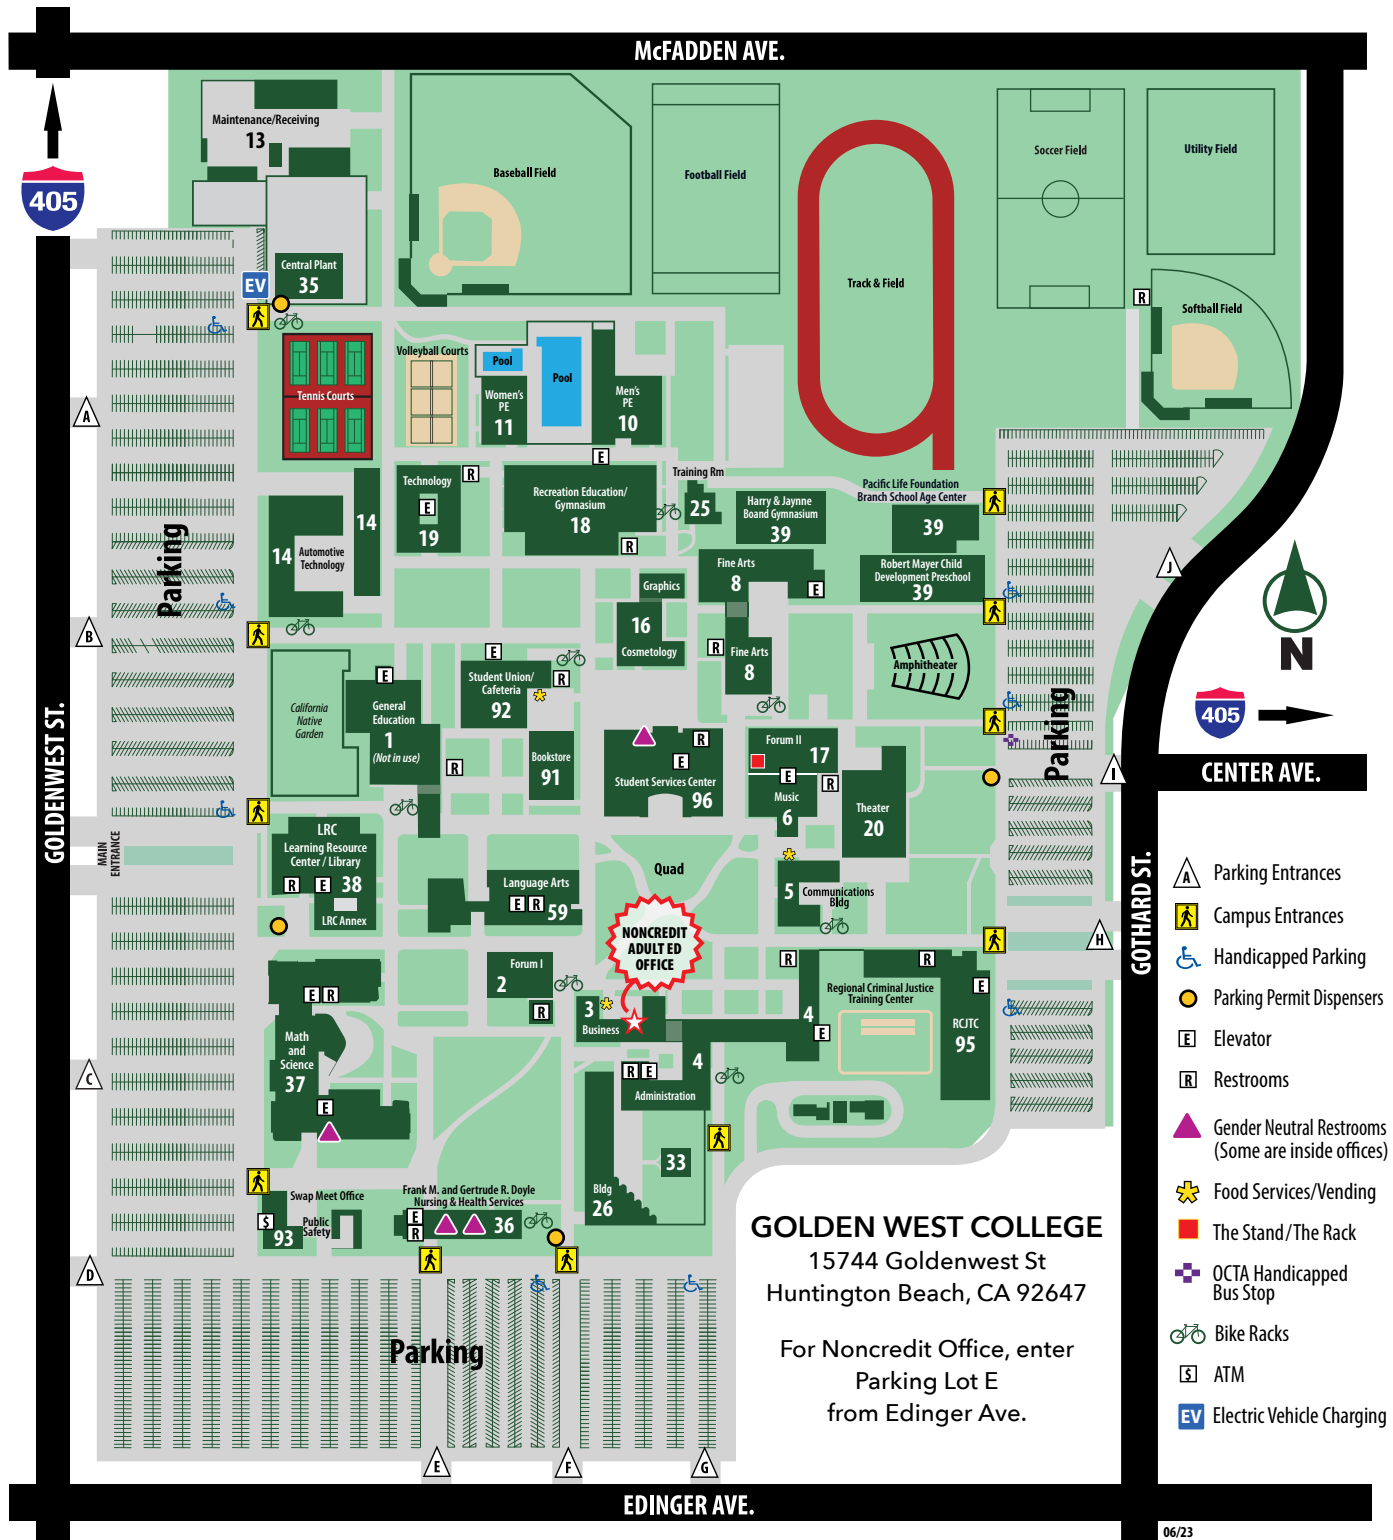 McFADDEN AVE.
405
Maintenance/Receiving
13
Baseball Field
Football Field
Soccer Field
Utility Field
Track & Field
Central Plant
35
EV
R
Softball Field
Volleyball Courts
Pool
Pool
Women's
PE
11
Men's
PE
10
Tennis Courts
A
E
R
Technology
E
19
Recreation Education/
Gymnasium
18
R
Training Rm
25
Harry & Jaynne
Board Gymnasium
39
Pacific Life Foundation
Branch School Age Center
39
14
14
Automotive
Technology
Parking
Fine Arts
8
E
Robert Mayer Child
Development Preschool
39
J
N
Graphics
16
Cosmetology
R
Fine Arts
8
Amphitheater
B
E
Student Union/
Cafeteria
92
R
California
Native
Garden
E
General
Education
1
(Not in use)
R
Bookstore
91
R
E
Student Services Center
96
Forum II
17
E
R
Music
6
Theater
20
Parking
405
I
CENTER AVE.
GOLDENWEST ST.
MAIN
ENTRANCE
LRC
Learning Resource
Center / Library
R
E
38
LRC Annex
Language Arts
E
R
59
Quad
5
Communications
Bldg
NONCREDIT
ADULT ED
OFFICE
H
GOTHARD ST.
Forum I
2
R
3
Business
R
R
4
E
Regional Criminal Justice
Training Center
E
RCJTC
95
E
R
Math
and
Science
37
E
C
R
E
4
Administration
33
Bldg
26
Swap Meet Office
$
93
Public
Safety
Frank M. and Gertrude R. Doyle
Nursing & Health Services
E
R
36
D
Parking
E
F
G
GOLDEN WEST COLLEGE
15744 Goldenwest St
Huntington Beach, CA 92647
For Noncredit Office, enter
Parking Lot E
from Edinger Ave.
A
Parking Entrances
Campus Entrances
Handicapped Parking
Parking Permit Dispensers
E
Elevator
R
Restrooms
Gender Neutral Restrooms
(Some are inside offices)
Food Services/Vending
The Stand/The Rack
OCTA Handicapped
Bus Stop
Bike Racks
$
ATM
EV
Electric Vehicle Charging
EDINGER AVE.
06/23